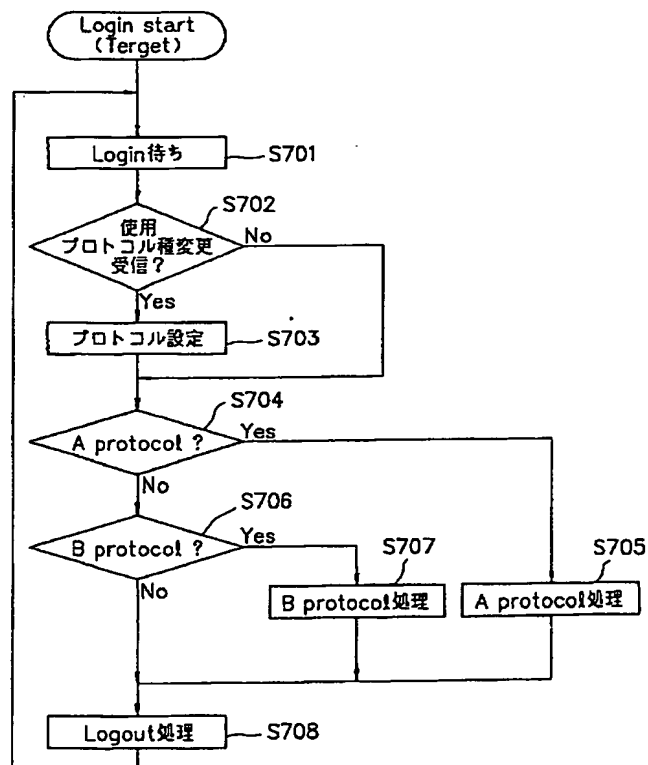 Login start
(Terget)
Login待ち
S701
S702
使用
プロトコル種変更
受信?
No
Yes
プロトコル設定
S703
S704
A protocol ?
Yes
No
S706
B protocol ?
Yes
No
S707
B protocol処理
S705
A protocol処理
Logout処理
S708